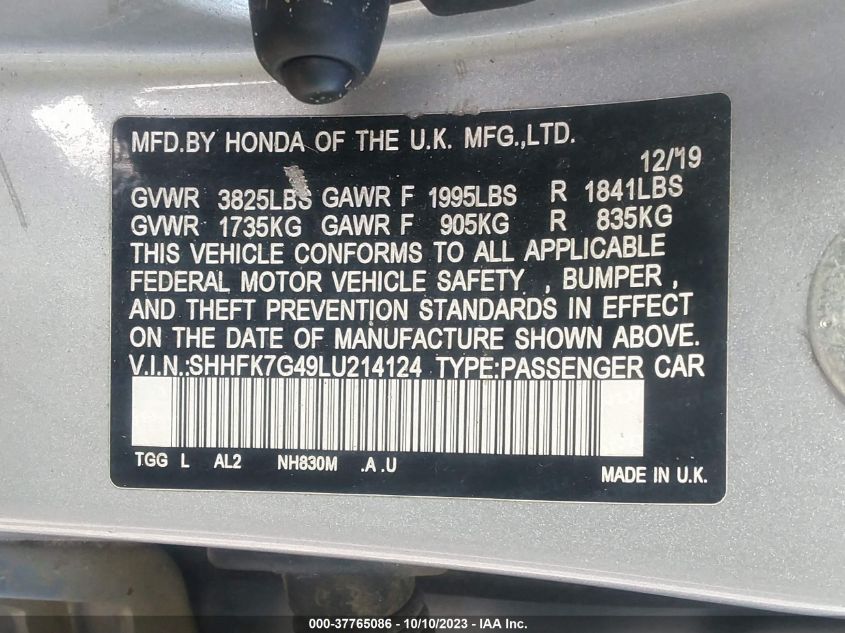 MFD.BY HONDA OF THE U.K. MFG.,LTD.
12/19
GVWR 3825LBS GAWR F 1995LBS R 1841LBS
GVWR 1735KG GAWR F 905KG R 835KG
THIS VEHICLE CONFORMS TO ALL APPLICABLE
FEDERAL MOTOR VEHICLE SAFETY , BUMPER ,
AND THEFT PREVENTION STANDARDS IN EFFECT
ON THE DATE OF MANUFACTURE SHOWN ABOVE.
V.I.N.:SHHFK7G49LU214124 TYPE:PASSENGER CAR
TGG L AL2 NH830M .A .U
MADE IN U.K.
000-37765086 - 10/10/2023 - IAA Inc.